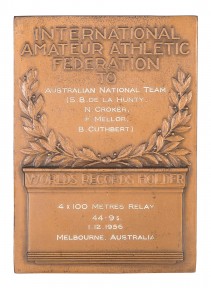 INTERNATIONAL
AMATEUR ATHLETIC
FEDERATION
TO
AUSTRALIAN NATIONAL TEAM
(S. B. DE LA HUNTY
N. CROKER,
F. MELLOR,
B. CUTHBERT.)
WORLD'S RECORD HOLDER
4 X 100 METRES RELAY
44·9 s.
1.12.1956
MELBOURNE, AUSTRALIA